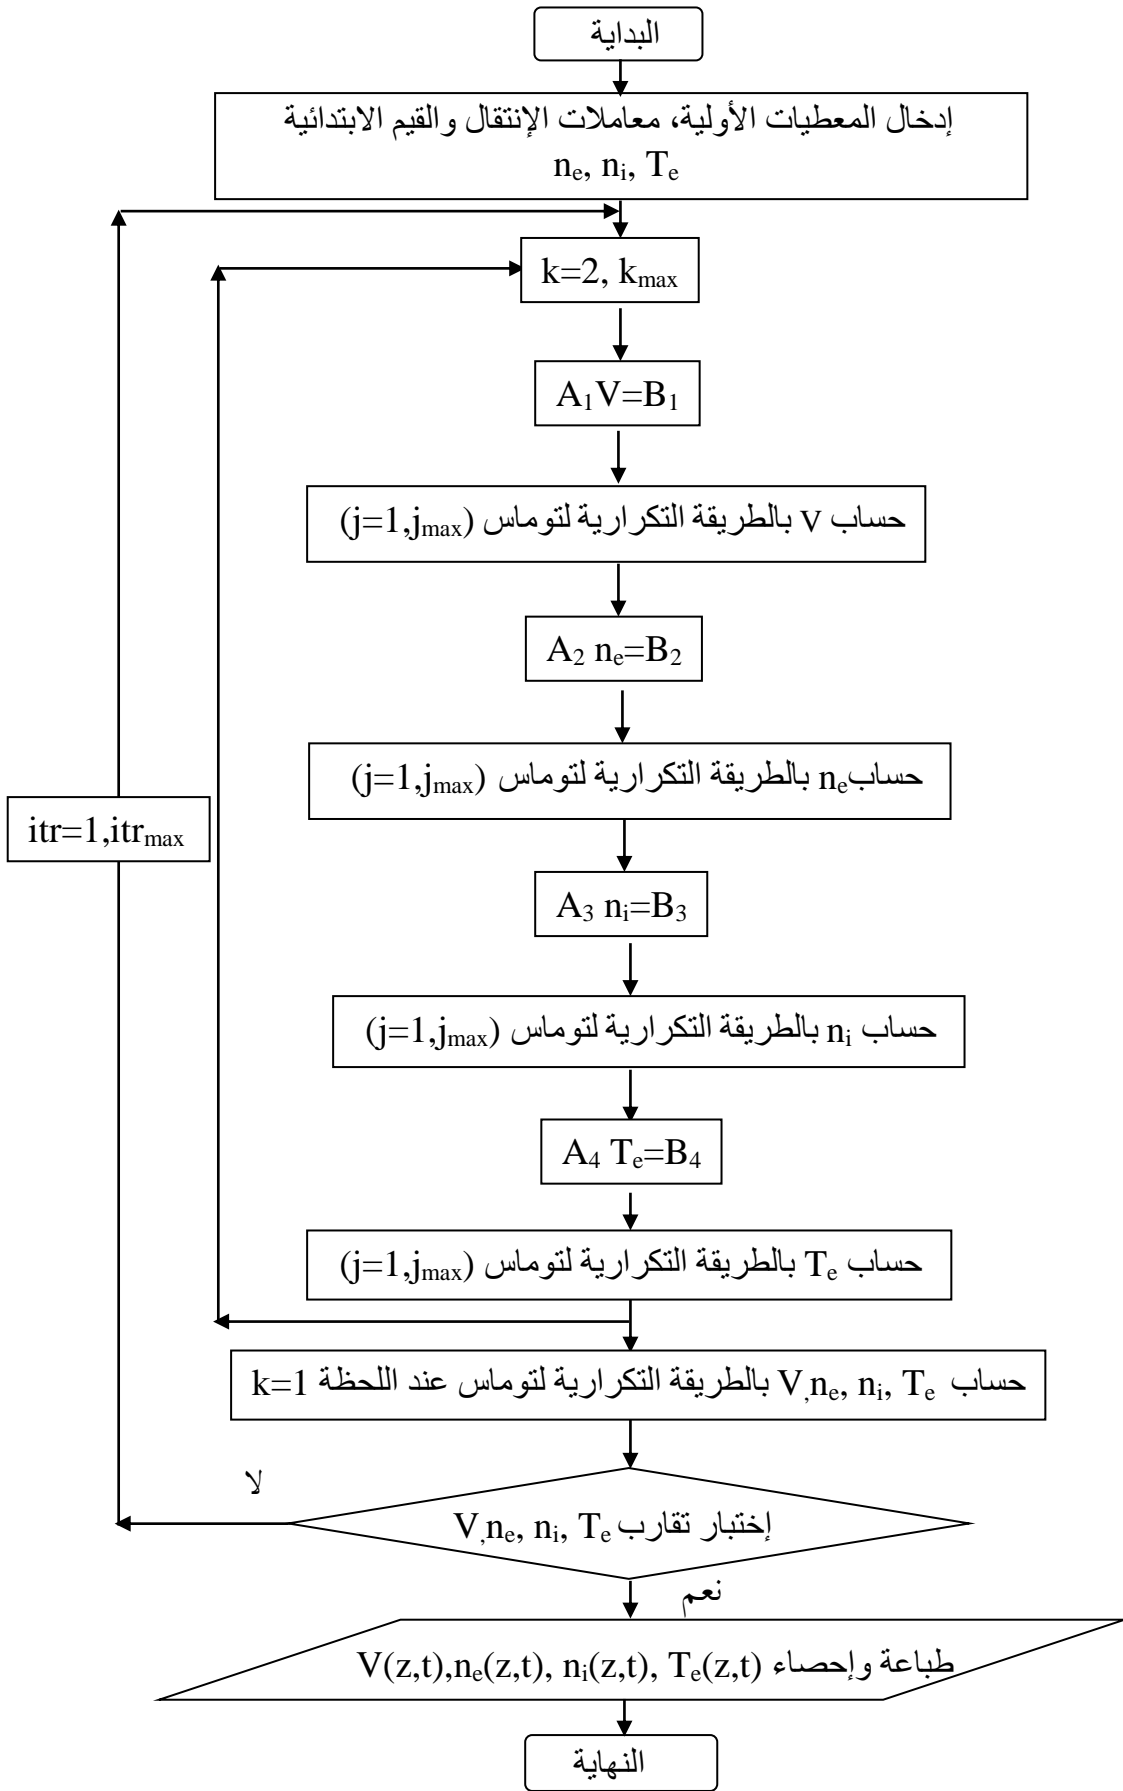 البداية
إدخال المعطيات الأولية، معاملات الإنتقال والقيم الابتدائية
nₑ, nᵢ, Tₑ
k=2, kmax
A₁V=B₁
حساب V بالطريقة التكرارية لتوماس (j=1,jmax)
A₂ nₑ=B₂
حسابnₑ بالطريقة التكرارية لتوماس (j=1,jmax)
itr=1,itrmax
A₃ nᵢ=B₃
حساب nᵢ بالطريقة التكرارية لتوماس (j=1,jmax)
A₄ Tₑ=B₄
حساب Tₑ بالطريقة التكرارية لتوماس (j=1,jmax)
حساب V,nₑ, nᵢ, Tₑ بالطريقة التكرارية لتوماس عند اللحظة k=1
لا
إختبار تقارب V,nₑ, nᵢ, Tₑ
نعم
طباعة وإحصاء V(z,t),nₑ(z,t), nᵢ(z,t), Tₑ(z,t)
النهاية